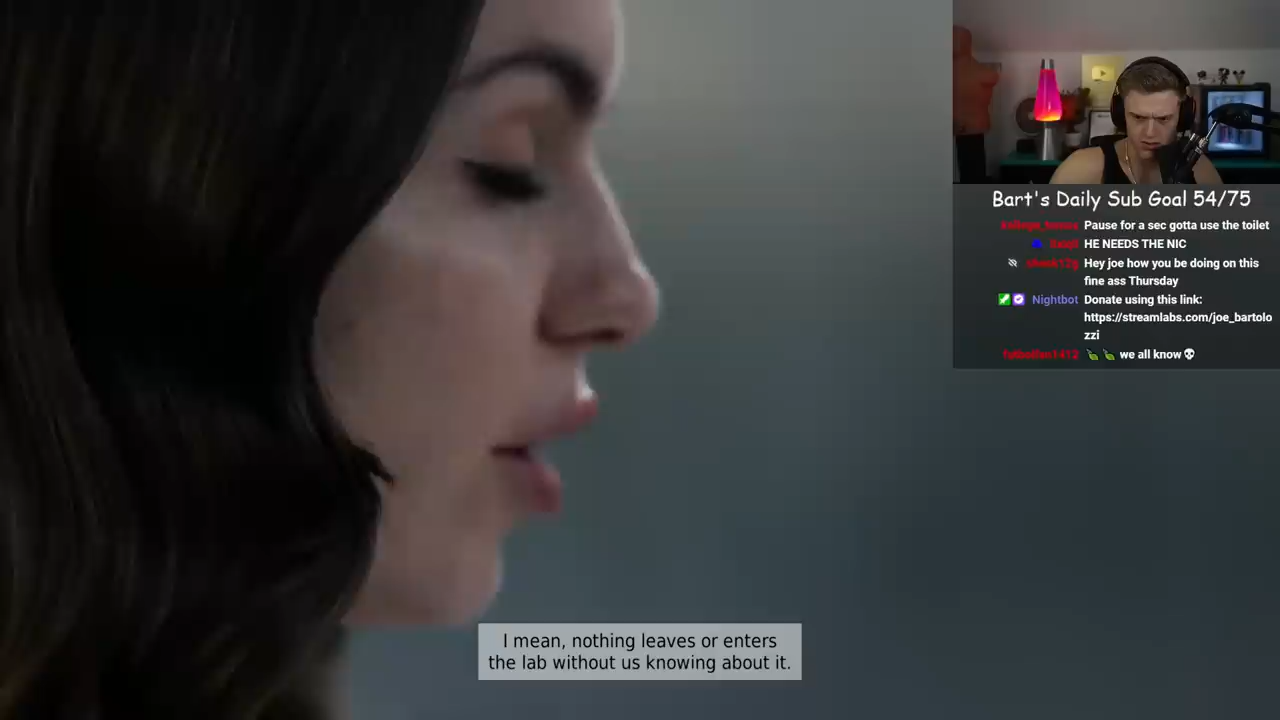 Bart's Daily Sub Goal 54/75
Pause for a sec gotta use the toilet
HE NEEDS THE NIC
Hey joe how you be doing on this
fine ass Thursday
Nightbot Donate using this link:
https://streamlabs.com/joe_bartolo
zzi
futbolfan1412 we all know
I mean, nothing leaves or enters
the lab without us knowing about it.